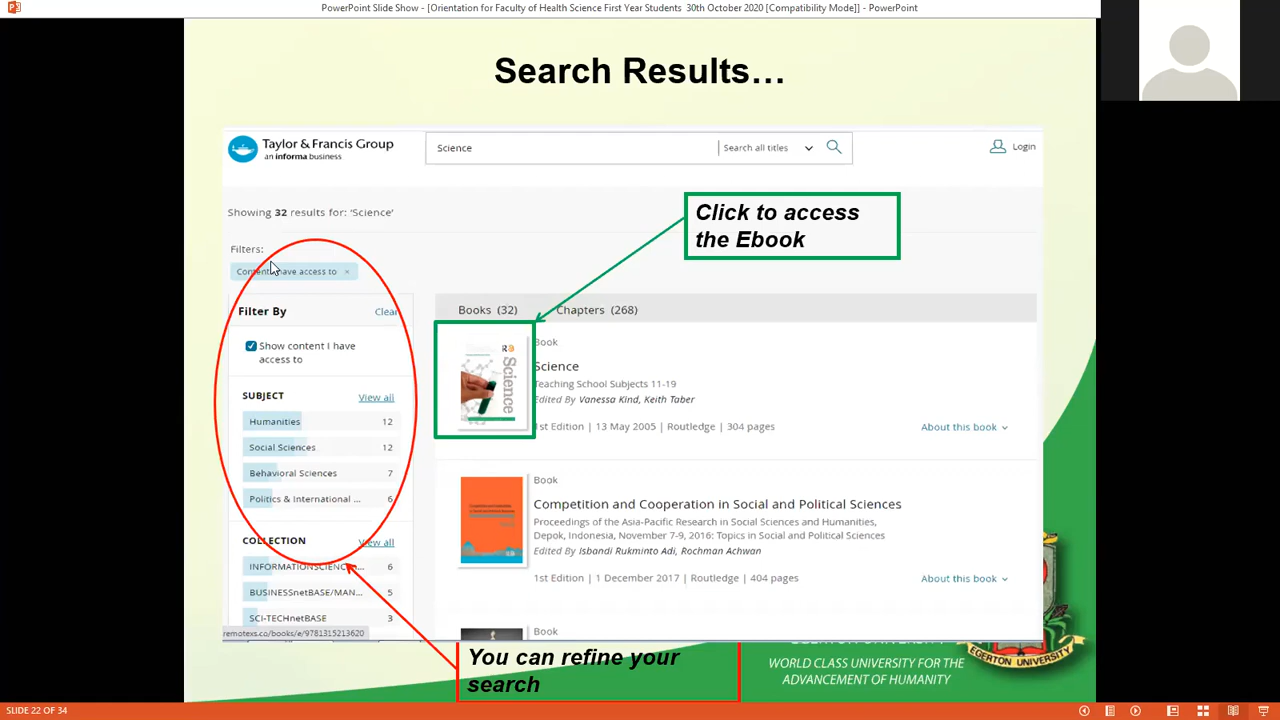 PowerPoint Slide Show - [Orientation for Faculty of Health Science First Year Students 30th October 2020 [Compatibility Mode]] - PowerPoint
Search Results…
Taylor & Francis Group
an informa business
Science
Search all titles
Login
Showing 32 results for: 'Science'
Click to access
the Ebook
Filters:
Content have access to ×
Filter By
Clear
Show content I have
access to
SUBJECT
View all
Humanities 12
Social Sciences 12
Behavioral Sciences 7
Politics & International ... 6
COLLECTION
View all
INFORMATIONSCIENC... 6
BUSINESSnetBASE/MAN... 5
SCI-TECHnetBASE 3
remotexs.co/books/e/9781315213620
Books (32) Chapters (268)
Science
Book
Science
Teaching School Subjects 11-19
Edited By Vanessa Kind, Keith Taber
1st Edition | 13 May 2005 | Routledge | 304 pages
About this book
Book
Competition and Cooperation in Social and Political Sciences
Proceedings of the Asia-Pacific Research in Social Sciences and Humanities,
Depok, Indonesia, November 7-9, 2016: Topics in Social and Political Sciences
Edited By Isbandi Rukminto Adi, Rochman Achwan
1st Edition | 1 December 2017 | Routledge | 404 pages
About this book
Book
You can refine your
search
WORLD CLASS UNIVERSITY FOR THE
ADVANCEMENT OF HUMANITY
EGERTON UNIVERSITY
SLIDE 22 OF 34